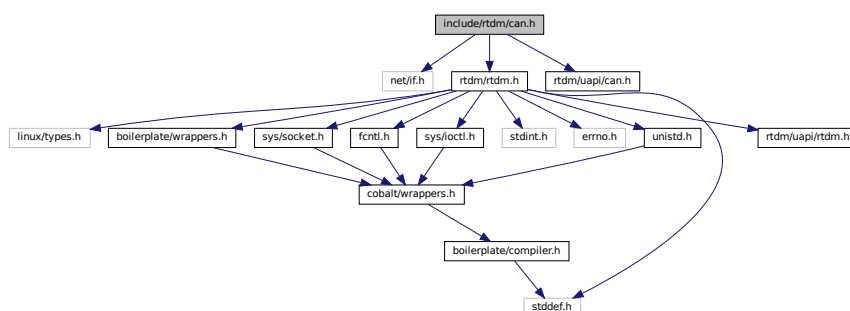 include/rtdm/can.h
net/if.h
rtdm/rtdm.h
rtdm/uapi/can.h
linux/types.h
boilerplate/wrappers.h
sys/socket.h
fcntl.h
sys/ioctl.h
stdint.h
errno.h
unistd.h
rtdm/uapi/rtdm.h
cobalt/wrappers.h
boilerplate/compiler.h
stddef.h